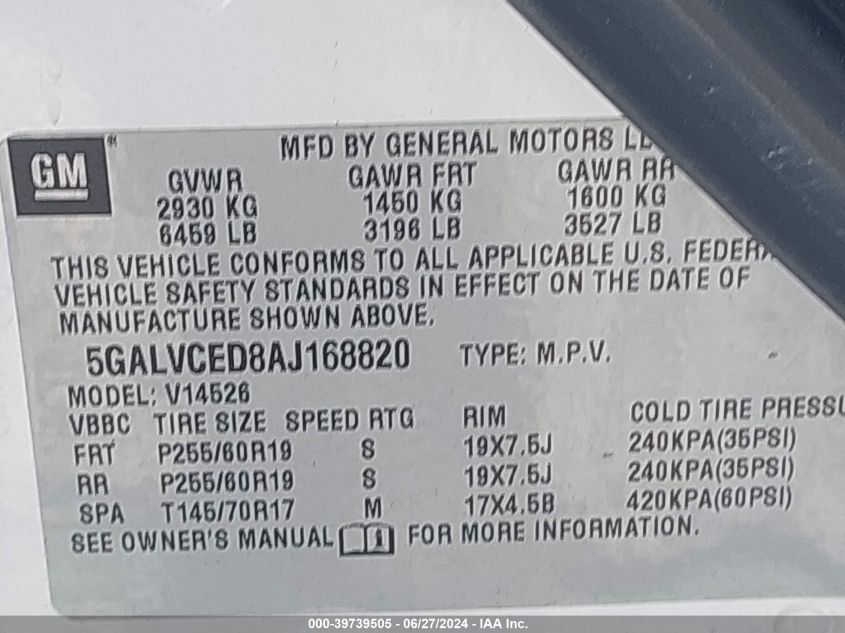 GM ® MFD BY GENERAL MOTORS
GVWR GAWR FRT GAWR RR
2930 KG 1450 KG 1600 KG
6459 LB 3196 LB 3527 LB
THIS VEHICLE CONFORMS TO ALL APPLICABLE U.S. FEDERA
VEHICLE SAFETY STANDARDS IN EFFECT ON THE DATE OF
MANUFACTURE SHOWN ABOVE.
5GALVCED8AJ168820 TYPE: M.P.V.
MODEL: V14526
VBBC TIRE SIZE SPEED RTG RIM COLD TIRE PRESSU
FRT P255/60R19 S 19X7.5J 240KPA(35PSI)
RR P255/60R19 S 19X7.5J 240KPA(35PSI)
SPA T145/70R17 M 17X4.5B 420KPA(60PSI)
SEE OWNER'S MANUAL FOR MORE INFORMATION.
000-39739505 - 06/27/2024 - IAA Inc.